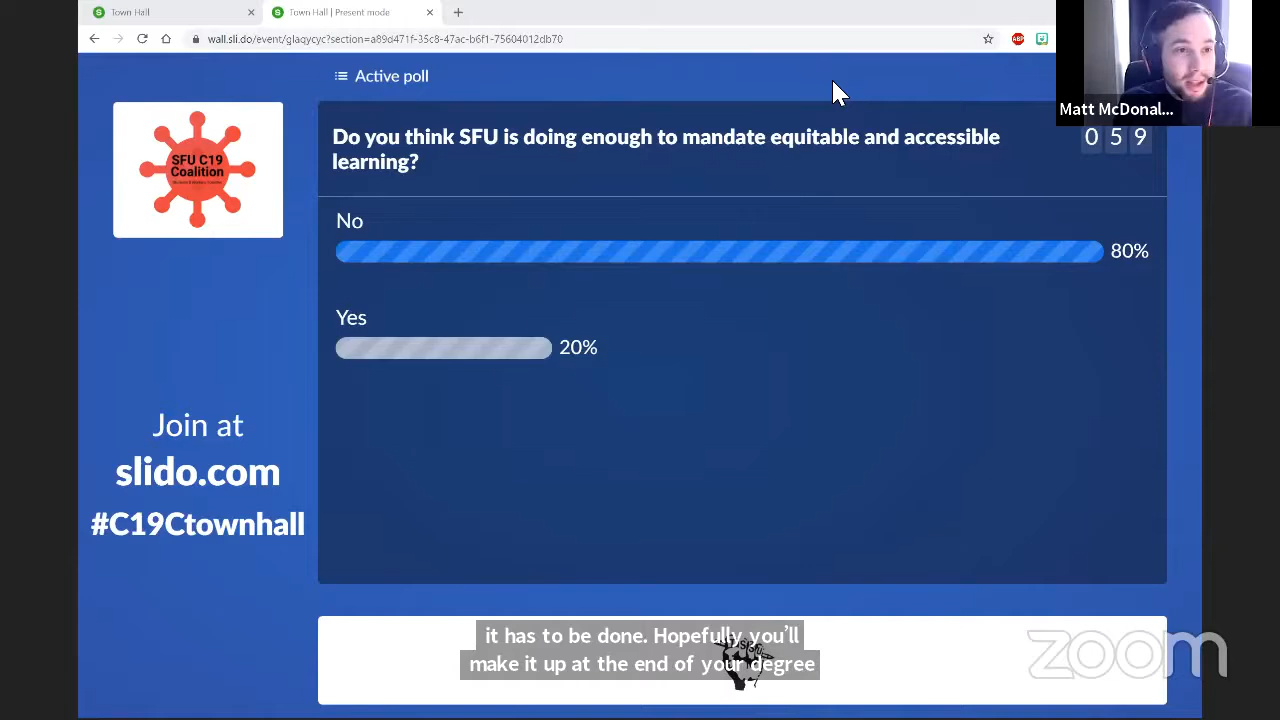 Town Hall
Town Hall | Present mode
wall.sli.do/event/glaqycyc?section=a89d471f-35c8-47ac-b6f1-75604012db70
ABP
Matt McDonal...
Active poll
SFU C19
Coalition
Do you think SFU is doing enough to mandate equitable and accessible
learning?
0 5 9
No
80%
Yes
20%
Join at
slido.com
#C19Ctownhall
it has to be done. Hopefully you'll
make it up at the end of your degree
zoom